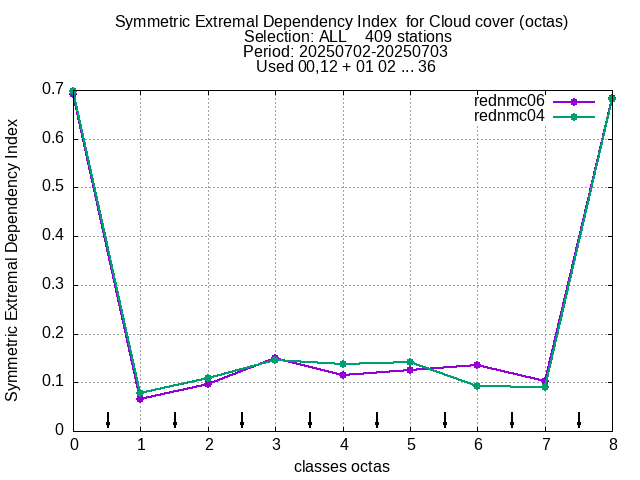 Symmetric Extremal Dependency Index  for Cloud cover (octas)
Selection: ALL    409 stations
Period: 20250702-20250703
Used 00,12 + 01 02 ... 36
rednmc06
rednmc04
Symmetric Extremal Dependency Index
0.7
0.6
0.5
0.4
0.3
0.2
0.1
0
0 1 2 3 4 5 6 7 8
classes octas